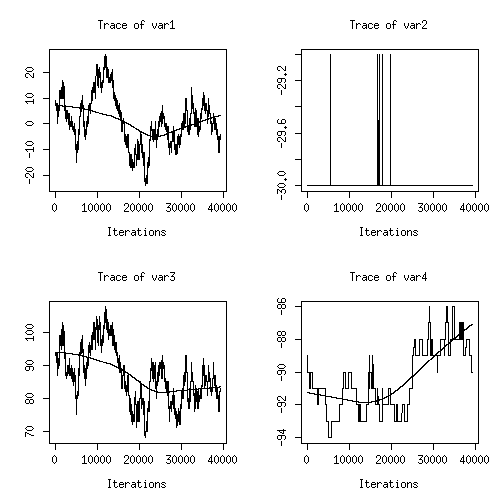 Trace of var1
20
10
0
-10
-20
0 10000 20000 30000 40000
Iterations
Trace of var2
-29.2
-29.6
-30.0
0 10000 20000 30000 40000
Iterations
Trace of var3
100
90
80
70
0 10000 20000 30000 40000
Iterations
Trace of var4
-86
-88
-90
-92
-94
0 10000 20000 30000 40000
Iterations